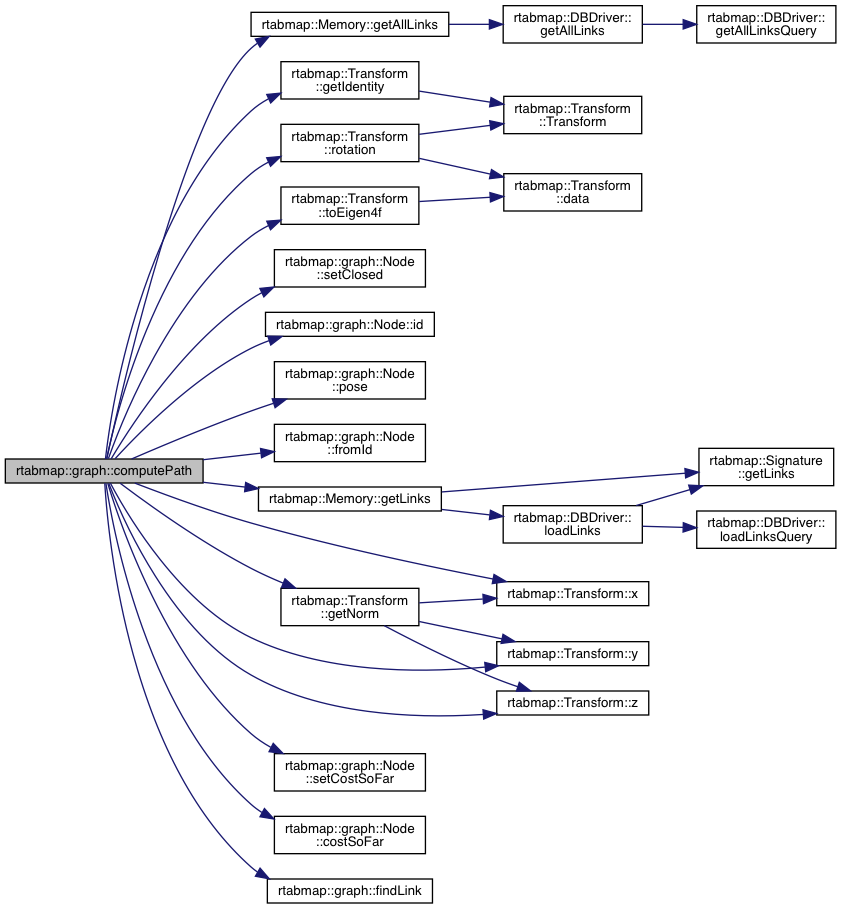 rtabmap::Memory::getAllLinks
rtabmap::DBDriver::
getAllLinks
rtabmap::DBDriver::
getAllLinksQuery
rtabmap::Transform
::getIdentity
rtabmap::Transform
::Transform
rtabmap::Transform
::rotation
rtabmap::Transform
::data
rtabmap::Transform
::toEigen4f
rtabmap::graph::Node
::setClosed
rtabmap::graph::Node::id
rtabmap::graph::Node
::pose
rtabmap::graph::Node
::fromId
rtabmap::graph::computePath
rtabmap::Memory::getLinks
rtabmap::Signature
::getLinks
rtabmap::DBDriver::
loadLinks
rtabmap::DBDriver::
loadLinksQuery
rtabmap::Transform
::getNorm
rtabmap::Transform::x
rtabmap::Transform::y
rtabmap::Transform::z
rtabmap::graph::Node
::setCostSoFar
rtabmap::graph::Node
::costSoFar
rtabmap::graph::findLink